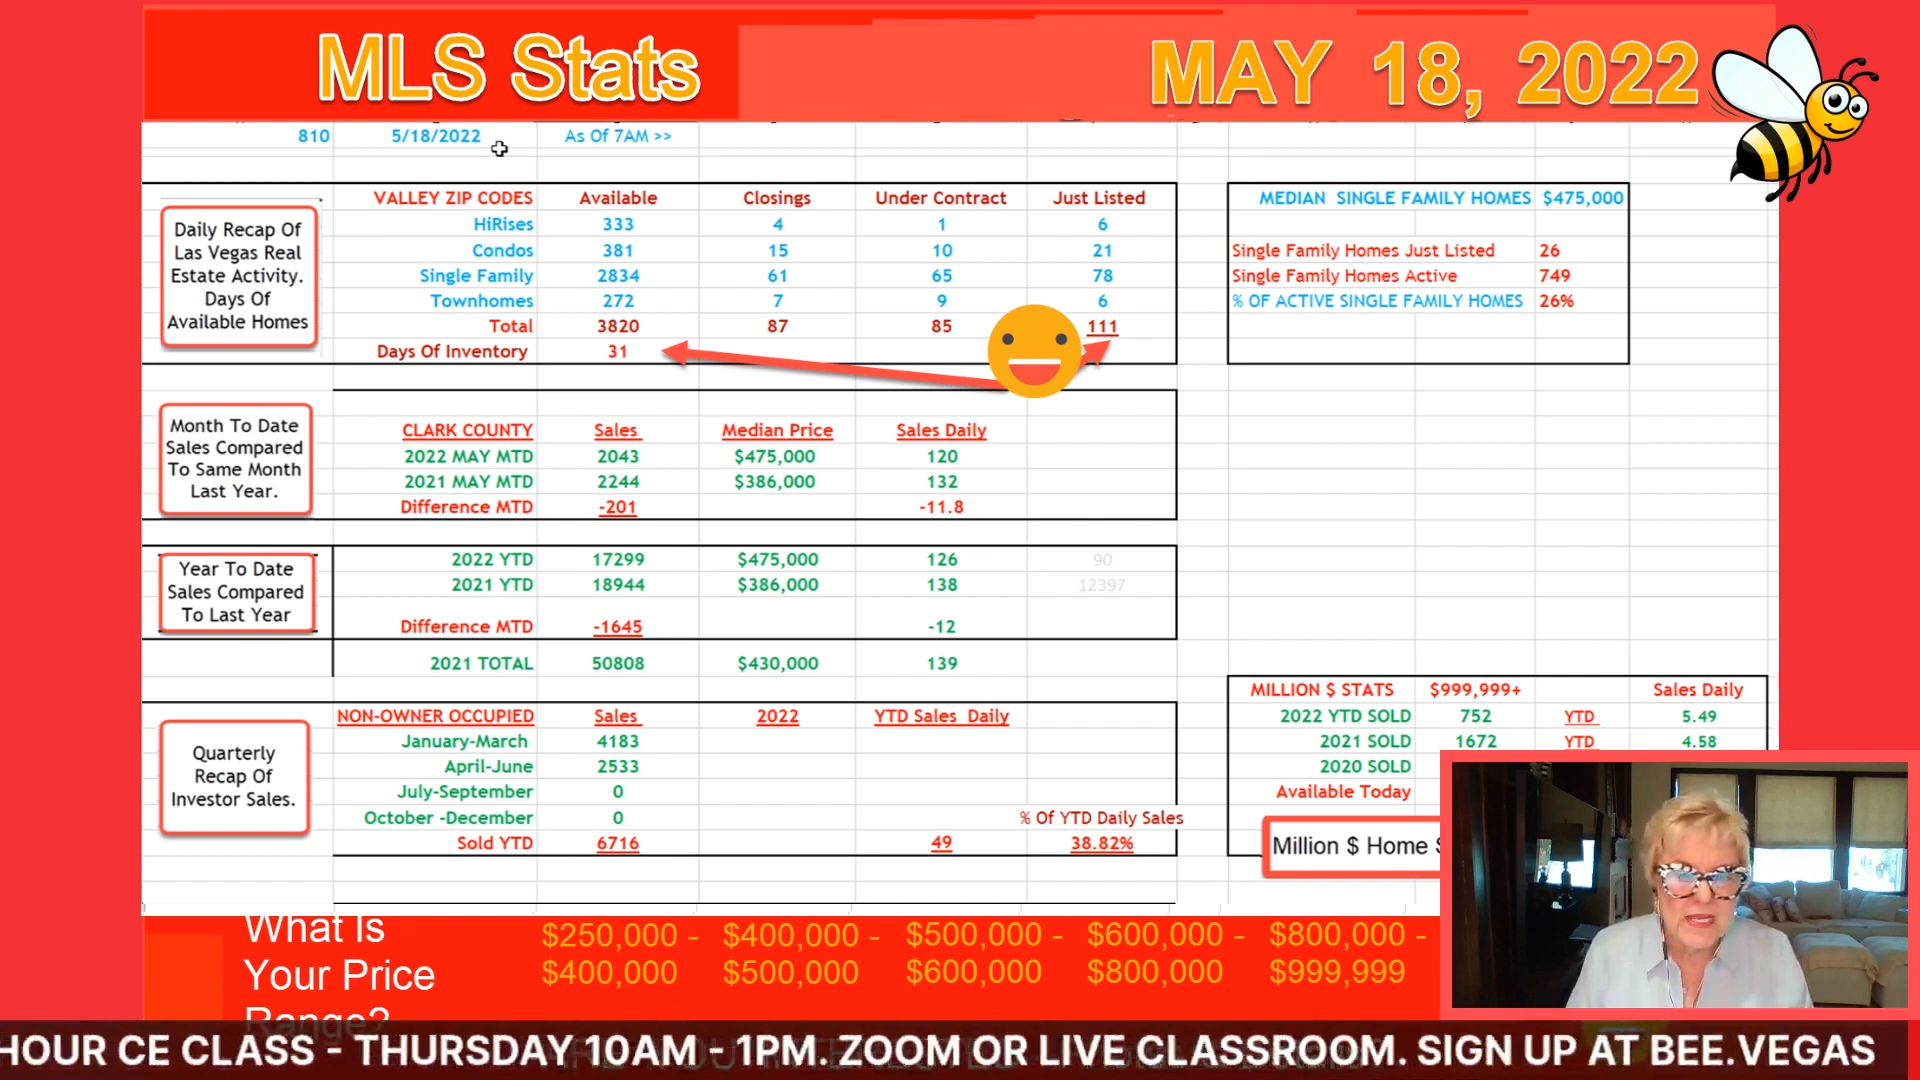 MLS Stats
MAY 18, 2022
810 5/18/2022 As Of 7AM >>
Daily Recap Of
Las Vegas Real
Estate Activity.
Days Of
Available Homes
VALLEY ZIP CODES Available Closings Under Contract Just Listed
HiRises 333 4 1 6
Condos 381 15 10 21
Single Family 2834 61 65 78
Townhomes 272 7 9 6
Total 3820 87 85 111
Days Of Inventory 31
MEDIAN SINGLE FAMILY HOMES $475,000
Single Family Homes Just Listed 26
Single Family Homes Active 749
% OF ACTIVE SINGLE FAMILY HOMES 26%
Month To Date
Sales Compared
To Same Month
Last Year.
CLARK COUNTY Sales Median Price Sales Daily
2022 MAY MTD 2043 $475,000 120
2021 MAY MTD 2244 $386,000 132
Difference MTD -201 -11.8
Year To Date
Sales Compared
To Last Year
2022 YTD 17299 $475,000 126 90
2021 YTD 18944 $386,000 138 12397
Difference MTD -1645 -12
2021 TOTAL 50808 $430,000 139
Quarterly
Recap Of
Investor Sales.
NON-OWNER OCCUPIED Sales 2022 YTD Sales Daily
January-March 4183
April-June 2533
July-September 0
October -December 0 % Of YTD Daily Sales
Sold YTD 6716 49 38.82%
MILLION $ STATS $999,999+ Sales Daily
2022 YTD SOLD 752 YTD 5.49
2021 SOLD 1672 YTD 4.58
2020 SOLD
Available Today
Million $ Home
What Is
Your Price
Range?
$250,000 - $400,000 - $500,000 - $600,000 - $800,000 -
$400,000 $500,000 $600,000 $800,000 $999,999
HOUR CE CLASS - THURSDAY 10AM - 1PM. ZOOM OR LIVE CLASSROOM. SIGN UP AT BEE.VEGAS